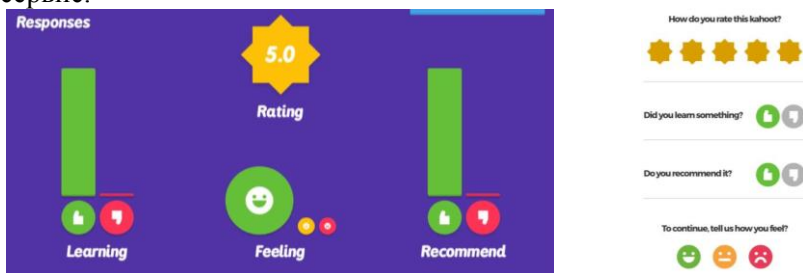 Responses
5.0
Rating
Learning
Feeling
Recommend
How do you rate this kahoot?
Did you learn something?
Do you recommend it?
To continue, tell us how you feel?